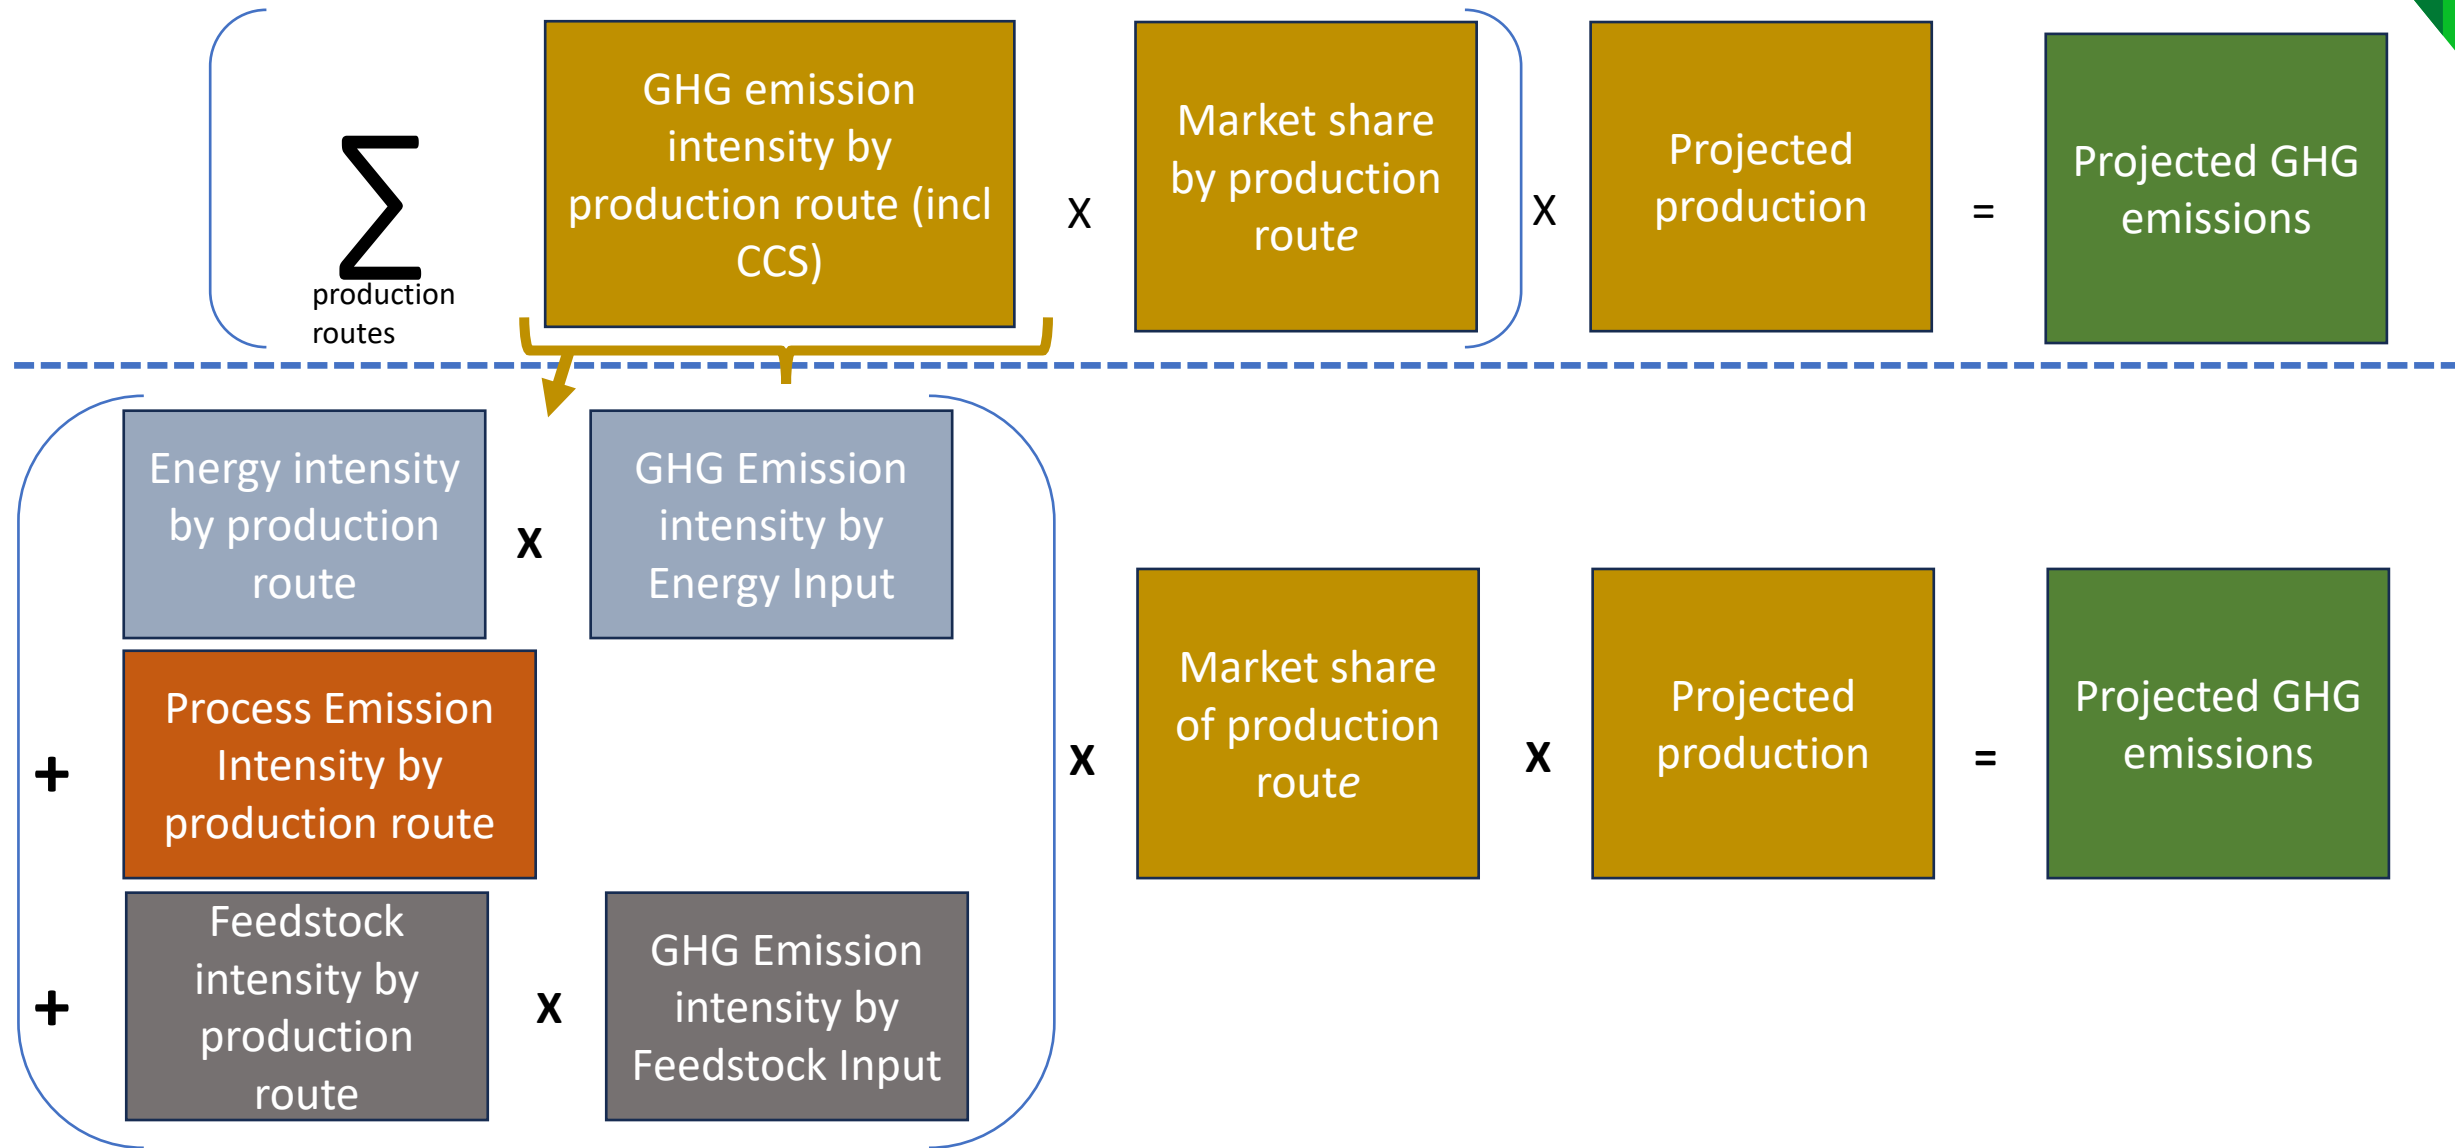 ∑
production
routes
GHG emission
intensity by
production route (incl
CCS)
X
Market share
by production
route
X
Projected
production
=
Projected GHG
emissions
Energy intensity
by production
route
X
GHG Emission
intensity by
Energy Input
+
Process Emission
Intensity by
production route
+
Feedstock
intensity by
production
route
X
GHG Emission
intensity by
Feedstock Input
X
Market share
of production
route
X
Projected
production
=
Projected GHG
emissions